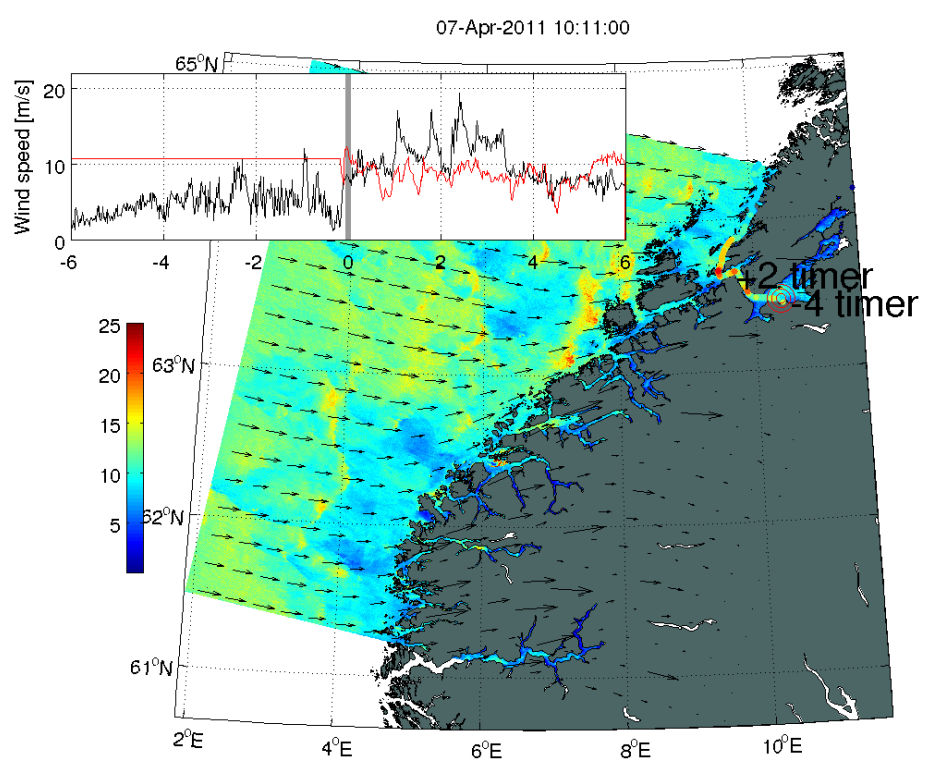 07-Apr-2011 10:11:00
65°N
Wind speed [m/s]
20
10
0
-6
-4
-2
0
2
4
6
+2 timer
-4 timer
25
20
15
10
5
63°N
62°N
61°N
2°E
4°E
6°E
8°E
10°E